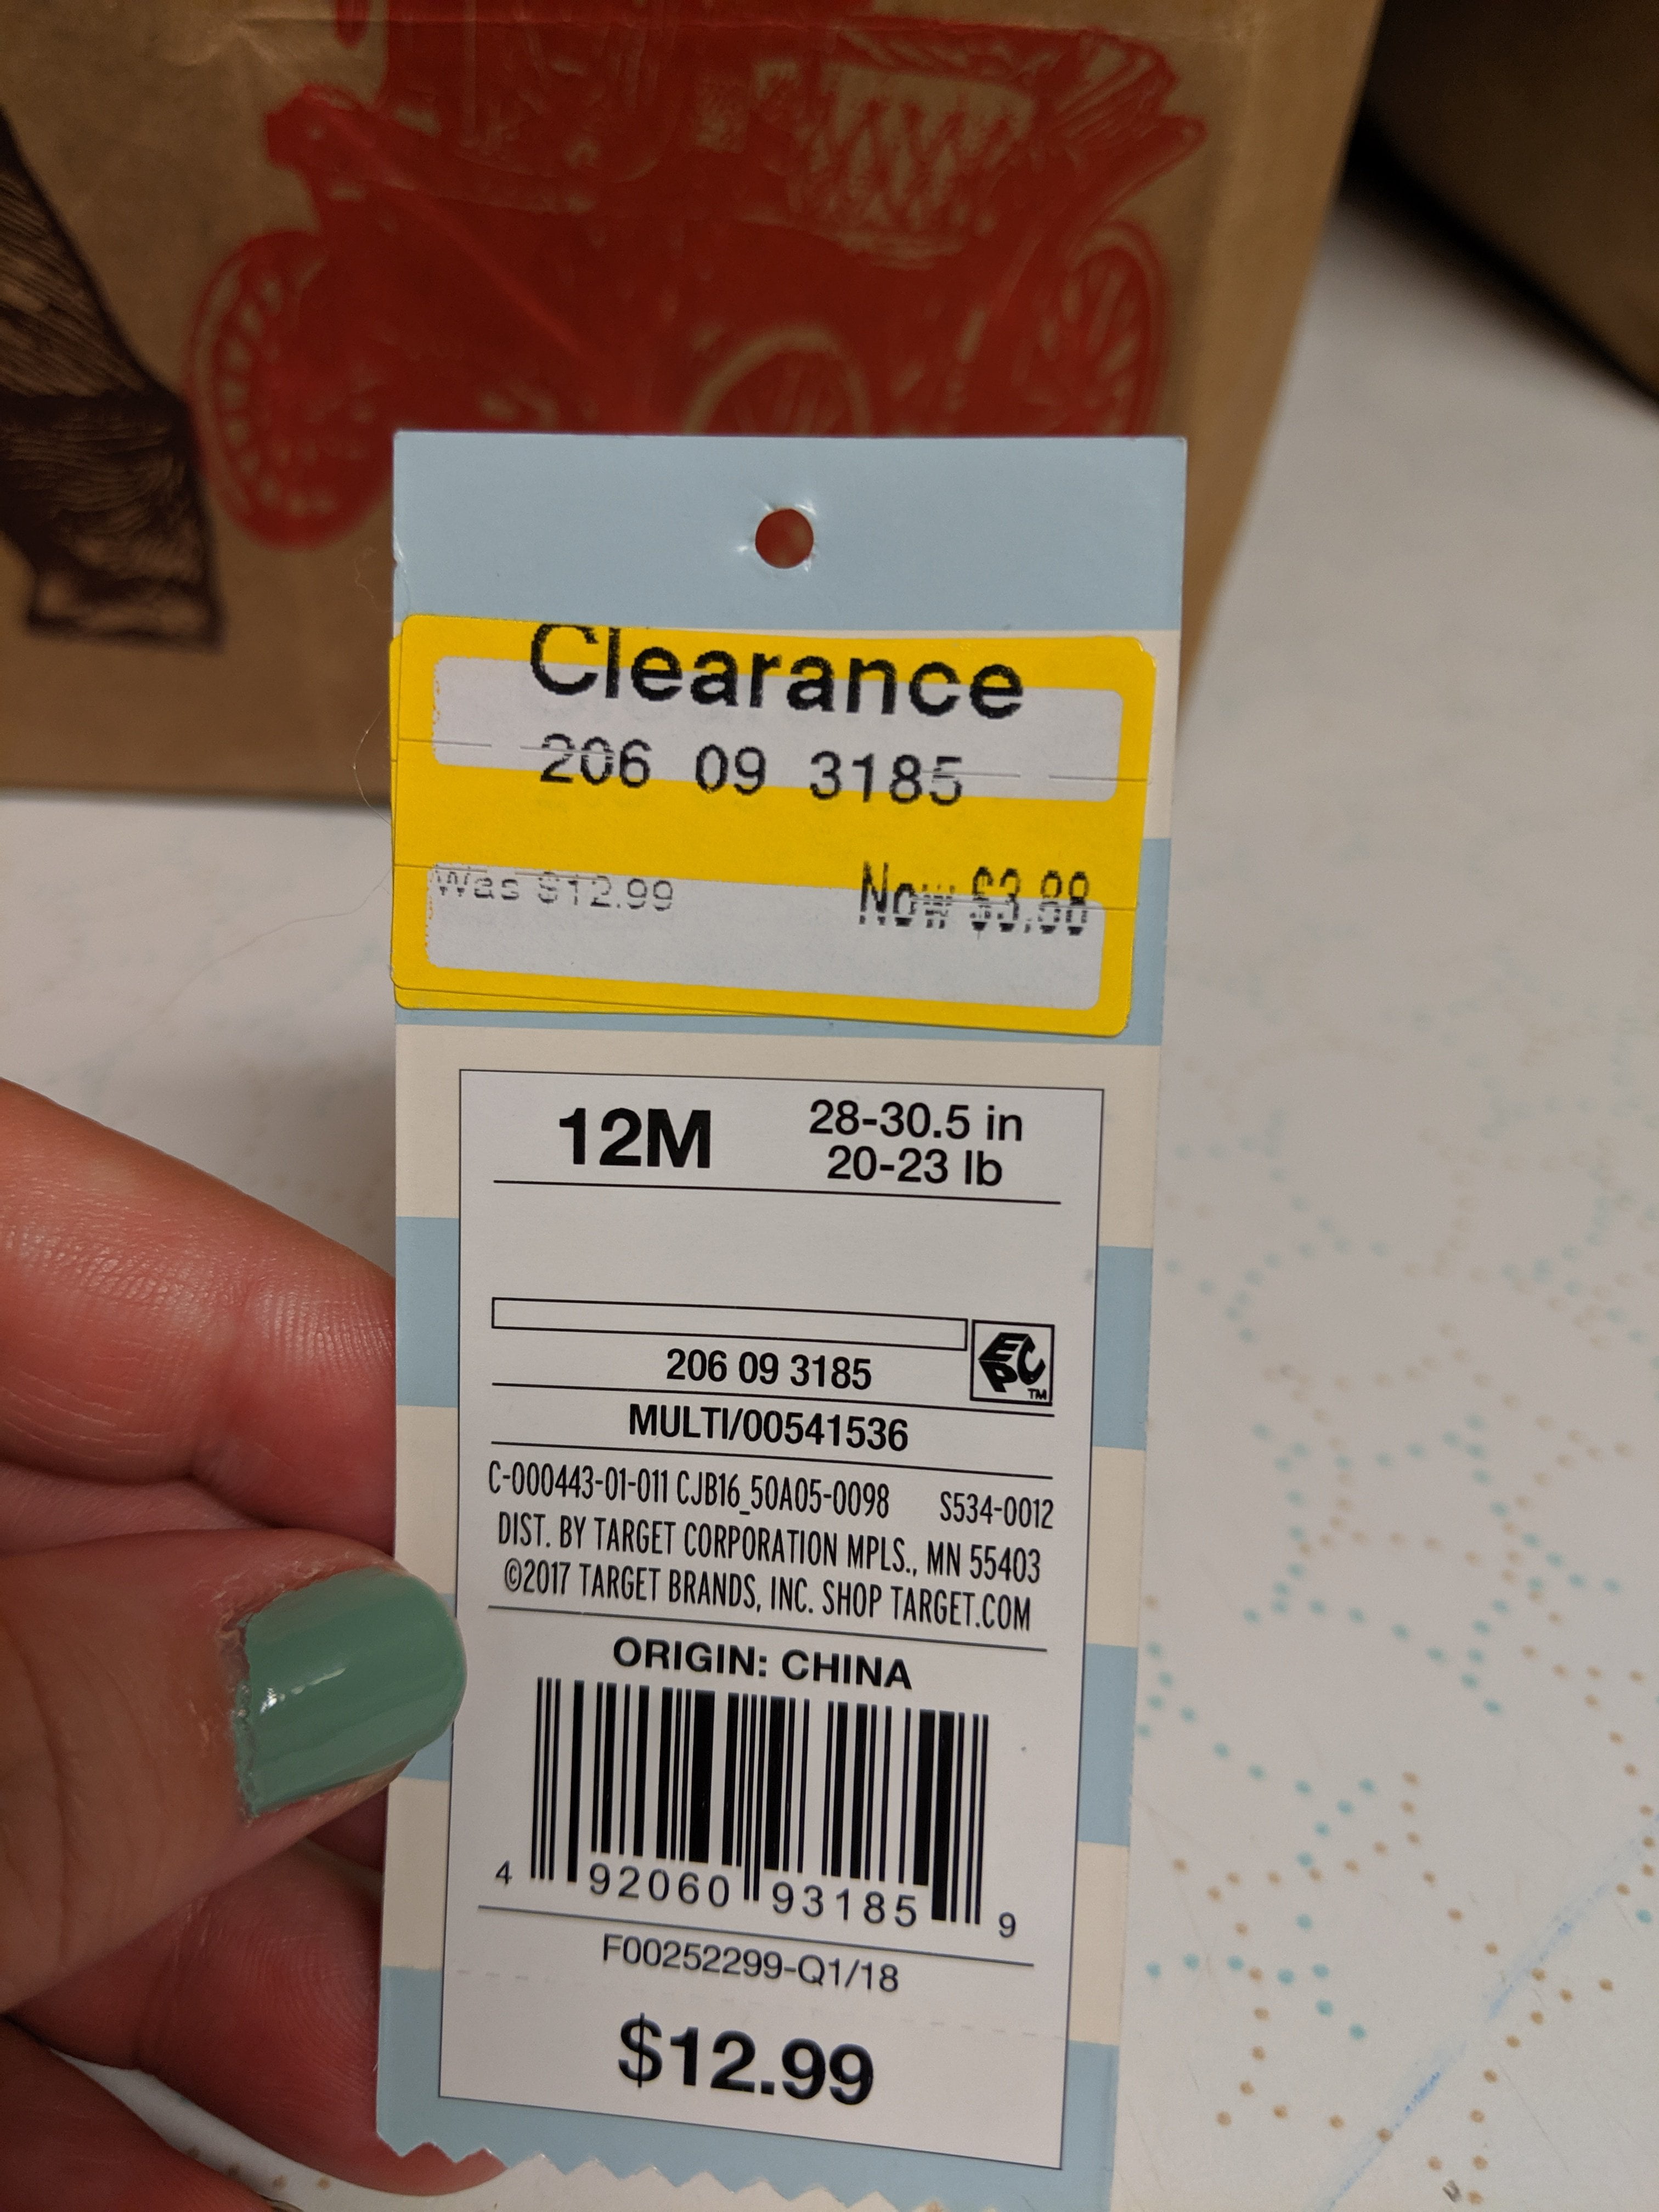 Clearance
206 09 3185
Was $12.99 Now $3.88
12M
28-30.5 in
20-23 lb
EPC
TM
206 09 3185
MULTI/00541536
C-000443-01-011 CJB16_50A05-0098 S534-0012
DIST. BY TARGET CORPORATION MPLS., MN 55403
©2017 TARGET BRANDS, INC. SHOP TARGET.COM
ORIGIN: CHINA
4 92060 93185 9
F00252299-Q1/18
$12.99